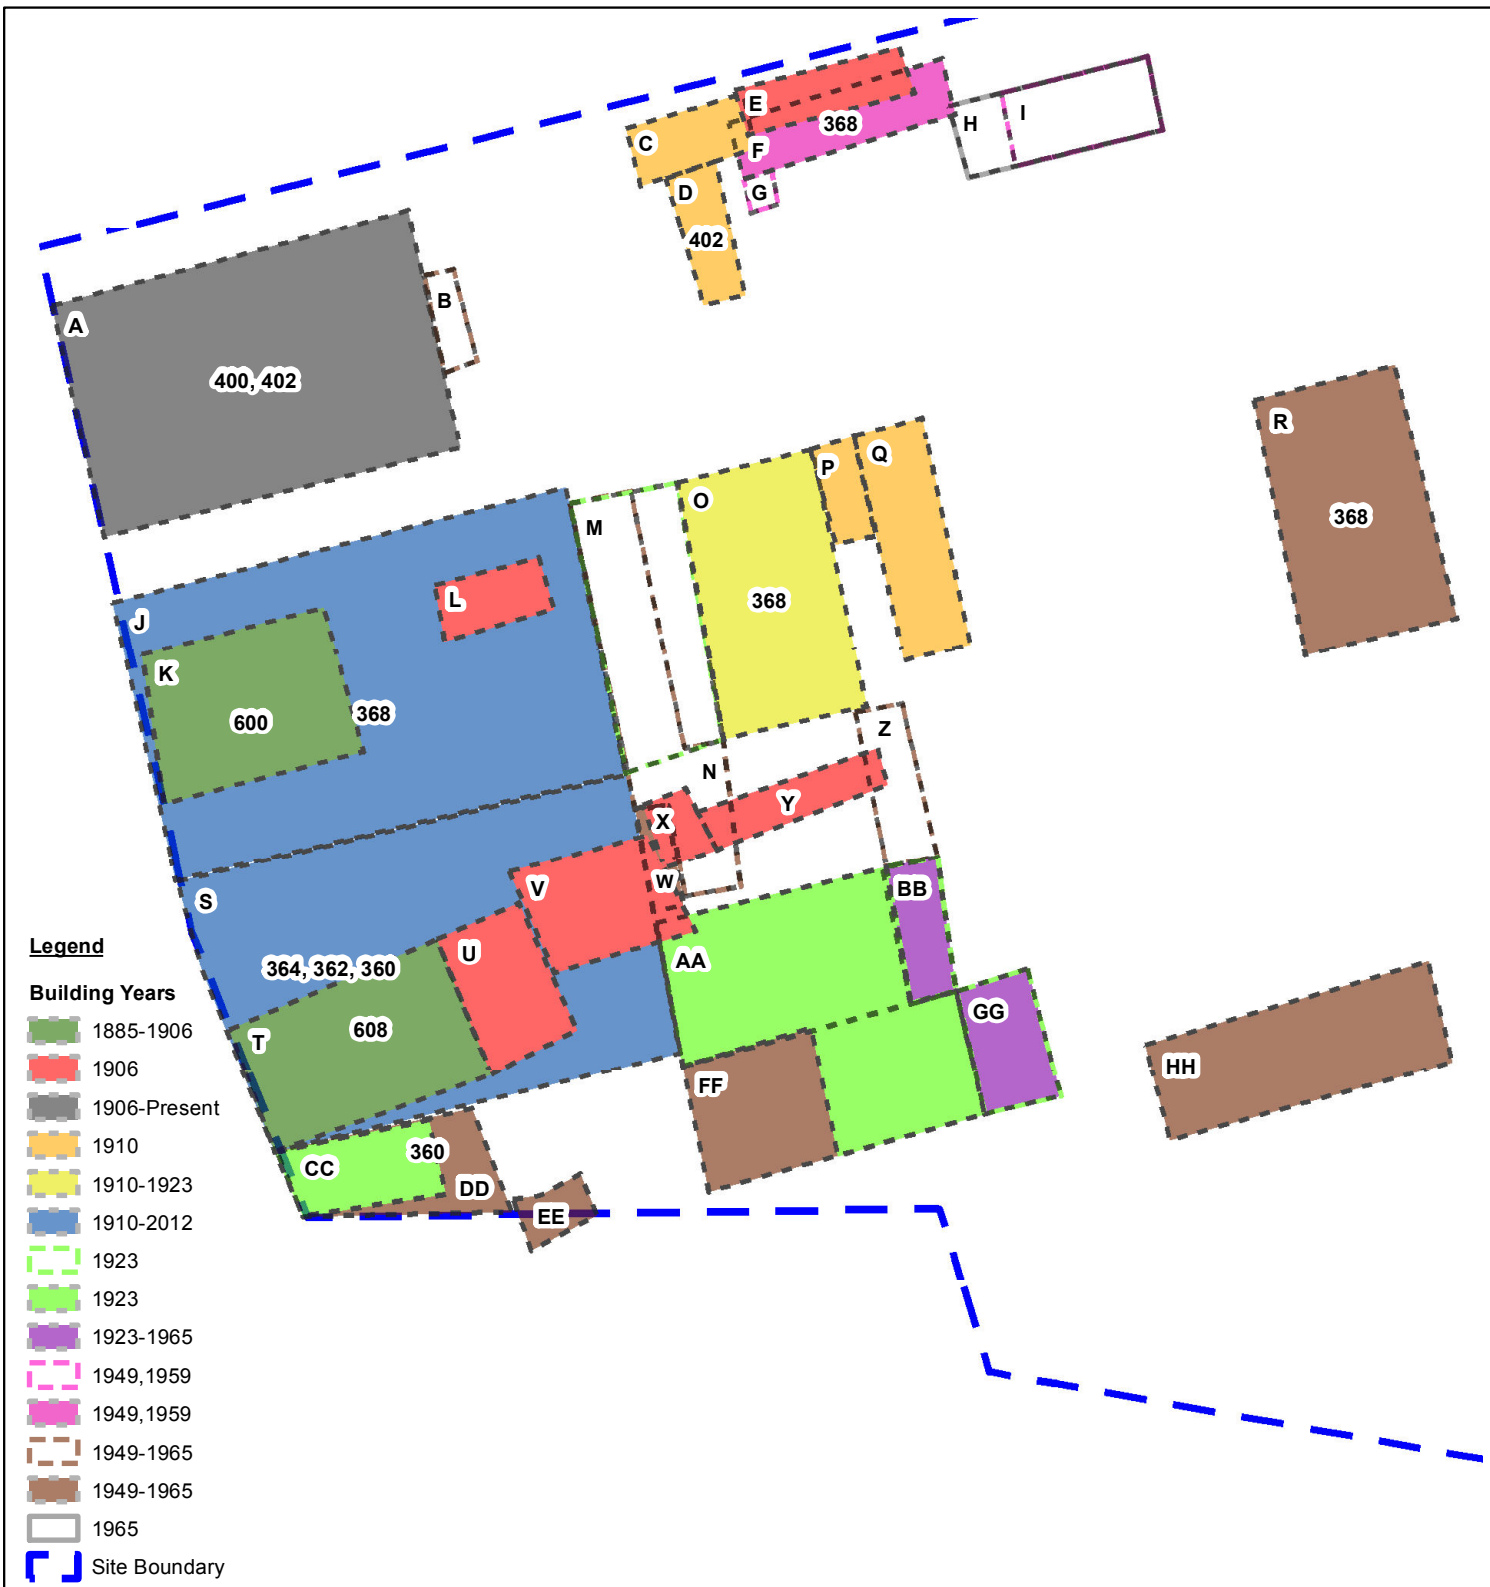 E
C
F
368
H
I
D
G
402
B
A
400, 402
R
368
Q
P
O
M
L
J
K
600
368
368
Z
N
Y
X
W
V
S
BB
U
AA
364, 362, 360
608
T
GG
HH
FF
360
CC
DD
EE
Legend
Building Years
1885-1906
1906
1906-Present
1910
1910-1923
1910-2012
1923
1923
1923-1965
1949,1959
1949,1959
1949-1965
1949-1965
1965
Site Boundary